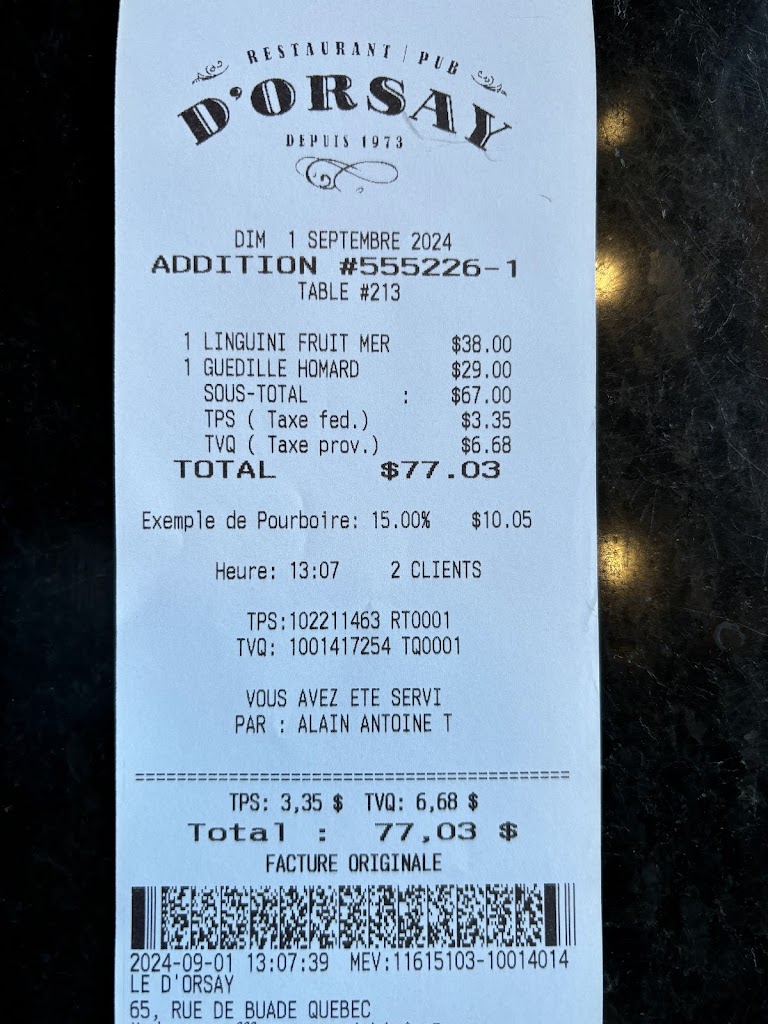 RESTAURANT | PUB
D'ORSAY
DEPUIS 1973
DIM 1 SEPTEMBRE 2024
ADDITION #555226-1
TABLE #213
1 LINGUINI FRUIT MER $38.00
1 GUEDILLE HOMARD $29.00
SOUS-TOTAL : $67.00
TPS ( Taxe fed.) $3.35
TVQ ( Taxe prov.) $6.68
TOTAL $77.03
Exemple de Pourboire: 15.00% $10.05
Heure: 13:07 2 CLIENTS
TPS:102211463 RT0001
TVQ: 1001417254 TQ0001
VOUS AVEZ ETE SERVI
PAR : ALAIN ANTOINE T
==========================================
TPS: 3,35 $ TVQ: 6,68 $
Total : 77,03 $
FACTURE ORIGINALE
2024-09-01 13:07:39 MEV:11615103-10014014
LE D'ORSAY
65, RUE DE BUADE QUEBEC